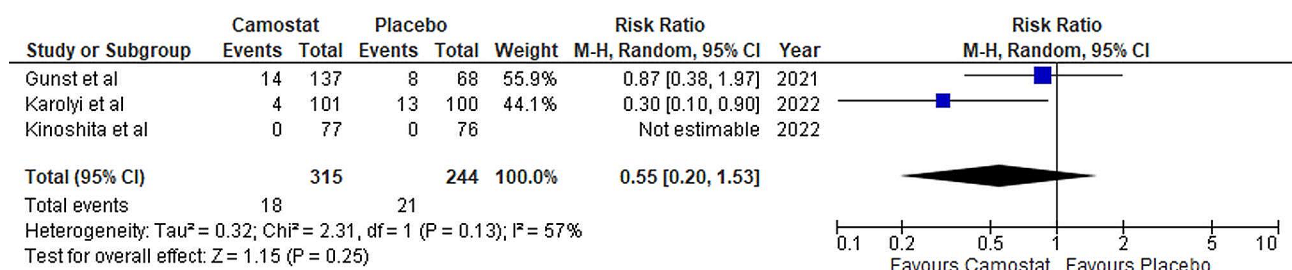 Camostat Placebo Risk Ratio Risk Ratio
Study or Subgroup Events Total Events Total Weight M-H, Random, 95% CI Year M-H, Random, 95% CI
Gunst et al 14 137 8 68 55.9% 0.87 [0.38, 1.97] 2021
Karolyi et al 4 101 13 100 44.1% 0.30 [0.10, 0.90] 2022
Kinoshita et al 0 77 0 76 Not estimable 2022
Total (95% CI) 315 244 100.0% 0.55 [0.20, 1.53]
Total events 18 21
Heterogeneity: Tau² = 0.32; Chi² = 2.31, df = 1 (P = 0.13); I² = 57%
Test for overall effect: Z = 1.15 (P = 0.25)
0.1 0.2 0.5 1 2 5 10
Favours Camostat Favours Placebo